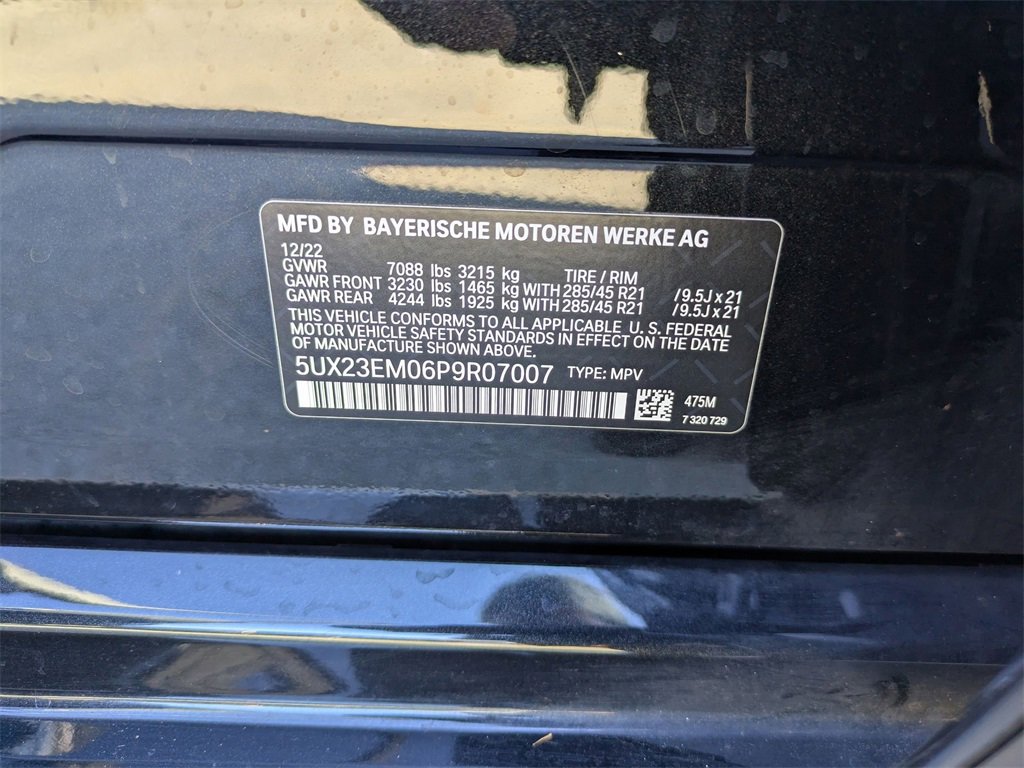 MFD BY BAYERISCHE MOTOREN WERKE AG
12/22
GVWR 7088 lbs 3215 kg TIRE / RIM
GAWR FRONT 3230 lbs 1465 kg WITH 285/45 R21 / 9.5J x 21
GAWR REAR 4244 lbs 1925 kg WITH 285/45 R21 / 9.5J x 21
THIS VEHICLE CONFORMS TO ALL APPLICABLE U. S. FEDERAL
MOTOR VEHICLE SAFETY STANDARDS IN EFFECT ON THE DATE
OF MANUFACTURE SHOWN ABOVE.
5UX23EM06P9R07007 TYPE: MPV
475M
7 320 729